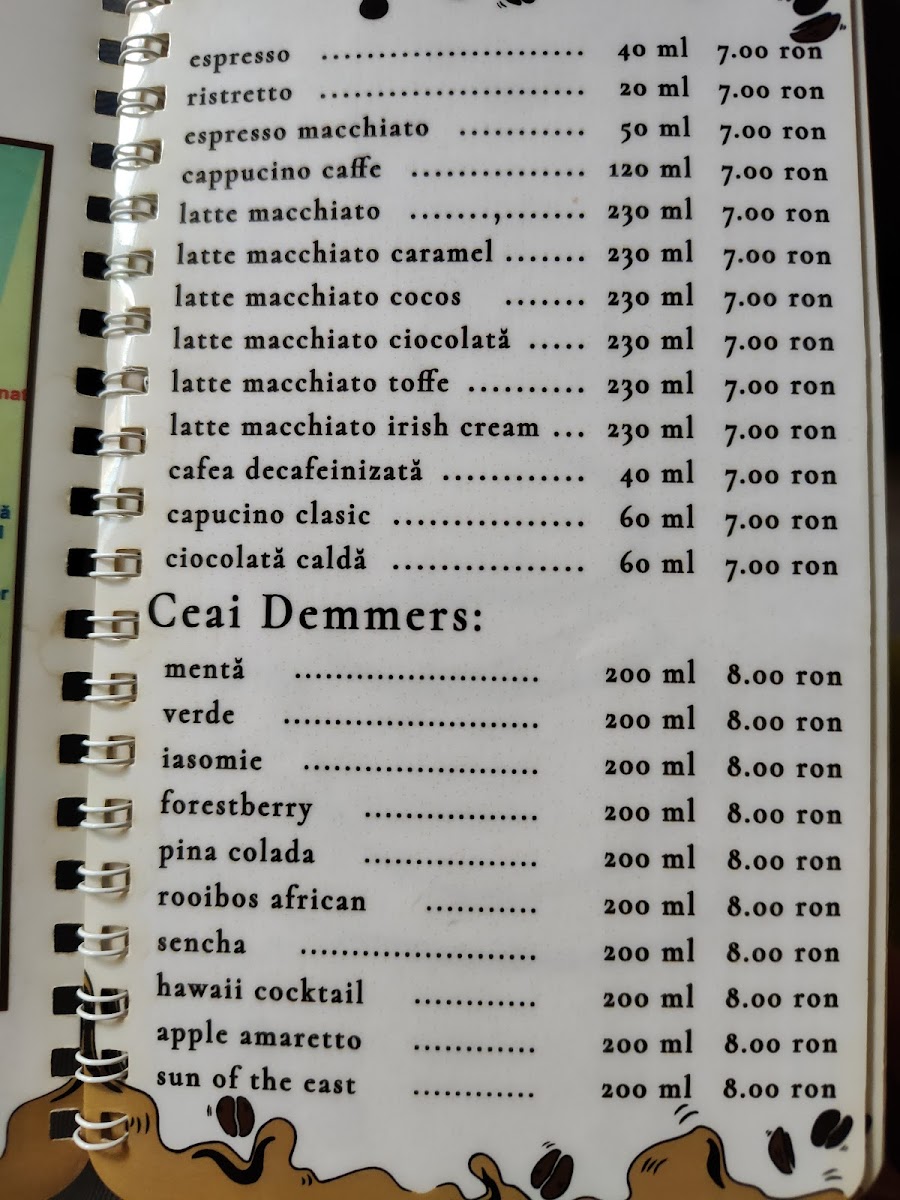 espresso ........................ 40 ml 7.00 ron
ristretto ........................ 20 ml 7.00 ron
espresso macchiato ........... 50 ml 7.00 ron
cappucino caffe ............... 120 ml 7.00 ron
latte macchiato .......,....... 230 ml 7.00 ron
latte macchiato caramel ....... 230 ml 7.00 ron
latte macchiato cocos ....... 230 ml 7.00 ron
latte macchiato ciocolată ..... 230 ml 7.00 ron
latte macchiato toffe .......... 230 ml 7.00 ron
latte macchiato irish cream ... 230 ml 7.00 ron
cafea decafeinizată ............ 40 ml 7.00 ron
capucino clasic ................ 60 ml 7.00 ron
ciocolată caldă ................ 60 ml 7.00 ron
Ceai Demmers:
mentă ....................... 200 ml 8.00 ron
verde ........................ 200 ml 8.00 ron
iasomie ...................... 200 ml 8.00 ron
forestberry ................ 200 ml 8.00 ron
pina colada ................ 200 ml 8.00 ron
rooibos african ........... 200 ml 8.00 ron
sencha ...................... 200 ml 8.00 ron
hawaii cocktail ............ 200 ml 8.00 ron
apple amaretto ............ 200 ml 8.00 ron
sun of the east ............ 200 ml 8.00 ron